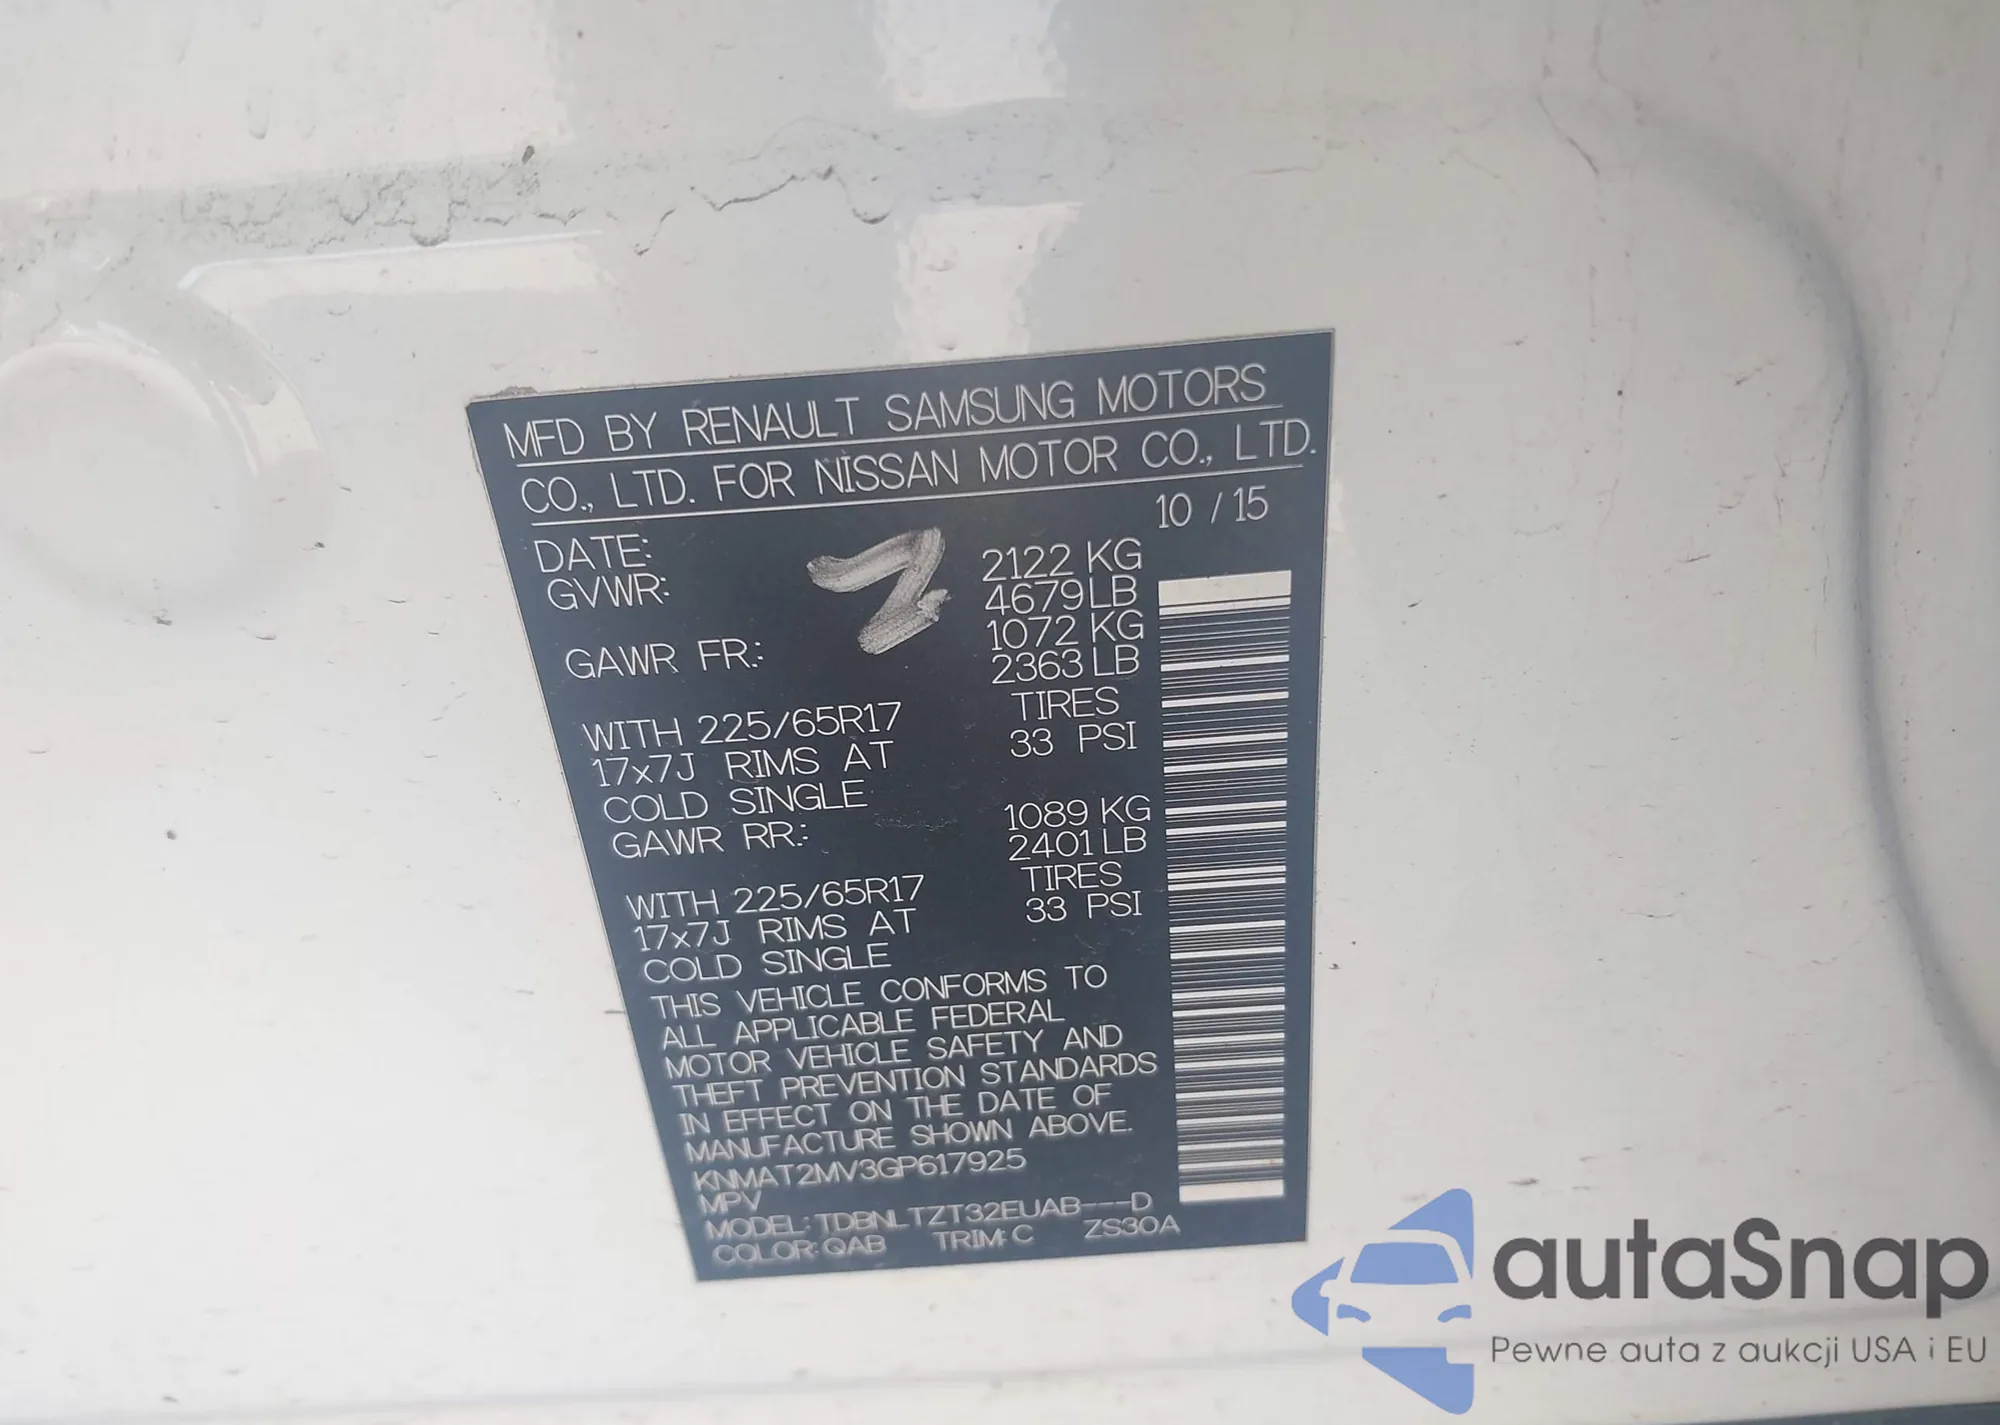 MFD BY RENAULT SAMSUNG MOTORS
CO., LTD. FOR NISSAN MOTOR CO., LTD.
DATE: 10 / 15
GVWR: 2122 KG
4679 LB
GAWR FR.: 1072 KG
2363 LB
WITH 225/65R17 TIRES
17x7J RIMS AT 33 PSI
COLD SINGLE
GAWR RR.: 1089 KG
2401 LB
WITH 225/65R17 TIRES
17x7J RIMS AT 33 PSI
COLD SINGLE
THIS VEHICLE CONFORMS TO
ALL APPLICABLE FEDERAL
MOTOR VEHICLE SAFETY AND
THEFT PREVENTION STANDARDS
IN EFFECT ON THE DATE OF
MANUFACTURE SHOWN ABOVE.
KNMAT2MV3GP617925
MPV
MODEL: TDBNLTZT32EUAB---D
COLOR: QAB TRIM: C ZS30A
autaSnap
Pewne auta z aukcji USA i EU